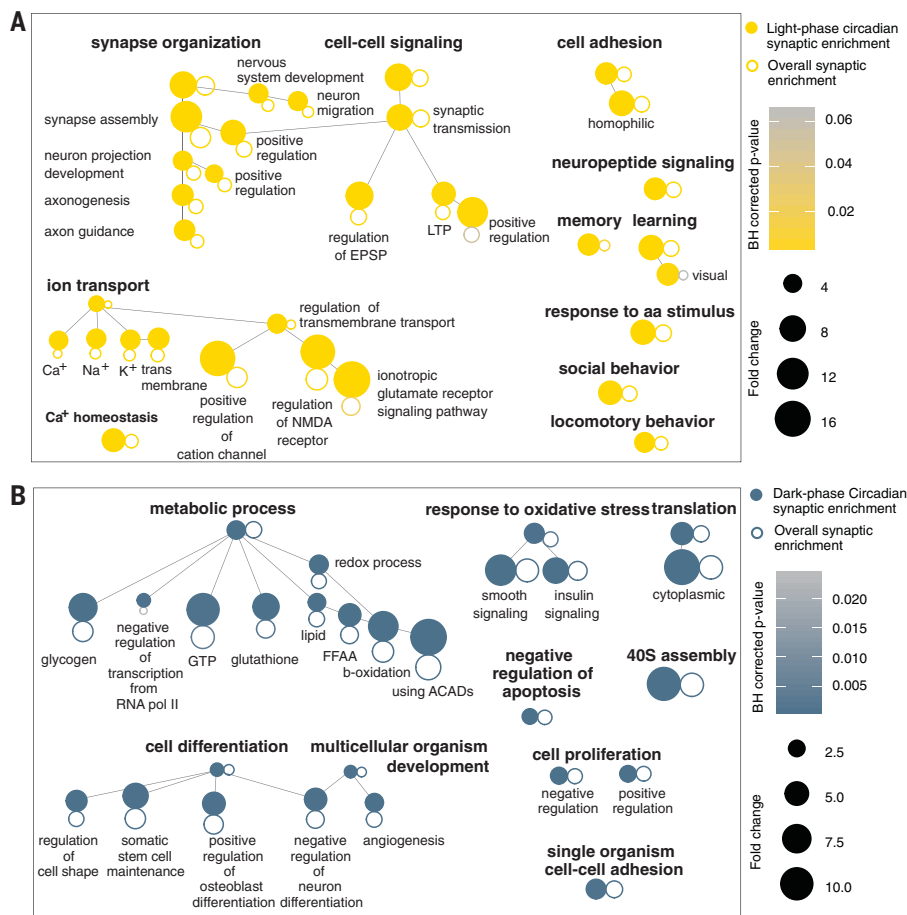 A
synapse organization
cell-cell signaling
cell adhesion
nervous
system development
neuron
migration
synapse assembly
positive
regulation
synaptic
transmission
homophilic
neuron projection
development
positive
regulation
axonogenesis
axon guidance
regulation
of EPSP
LTP
positive
regulation
neuropeptide signaling
memory
learning
visual
response to aa stimulus
social behavior
locomotory behavior
ion transport
regulation of
transmembrane transport
Ca+
Na+
K+
trans
membrane
positive
regulation
of
cation channel
regulation
of NMDA
receptor
ionotropic
glutamate receptor
signaling pathway
Ca+ homeostasis
Light-phase circadian
synaptic enrichment
Overall synaptic
enrichment
BH corrected p-value
0.06
0.04
0.02
Fold change
4
8
12
16
B
metabolic process
response to oxidative stress
translation
redox process
glycogen
negative
regulation
of
transcription
from
RNA pol II
GTP
glutathione
lipid
FFAA
b-oxidation
using ACADs
smooth
signaling
insulin
signaling
cytoplasmic
negative
regulation of
apoptosis
40S assembly
cell differentiation
multicellular organism
development
regulation
of
cell shape
somatic
stem cell
maintenance
positive
regulation
of
osteoblast
differentiation
negative
regulation
of
neuron differentiation
angiogenesis
cell proliferation
negative
regulation
positive
regulation
single organism
cell-cell adhesion
Dark-phase Circadian
synaptic enrichment
Overall synaptic
enrichment
BH corrected p-value
0.020
0.015
0.010
0.005
Fold change
2.5
5.0
7.5
10.0